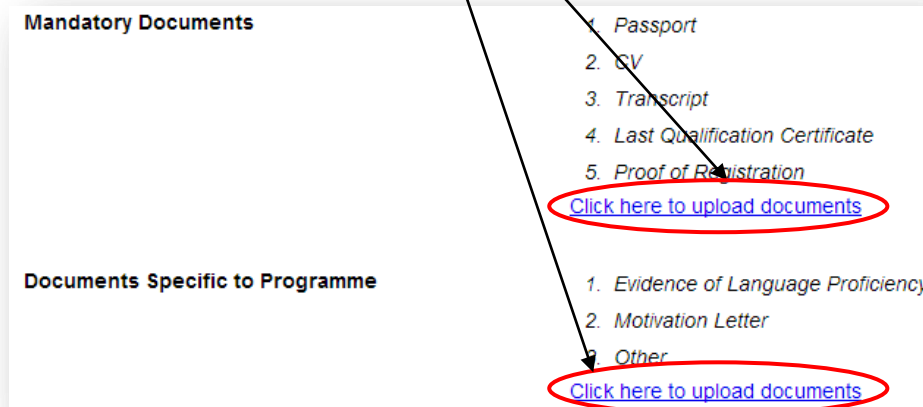 Mandatory Documents
1. Passport
2. CV
3. Transcript
4. Last Qualification Certificate
5. Proof of Registration
Click here to upload documents
Documents Specific to Programme
1. Evidence of Language Proficiency
2. Motivation Letter
3. Other
Click here to upload documents